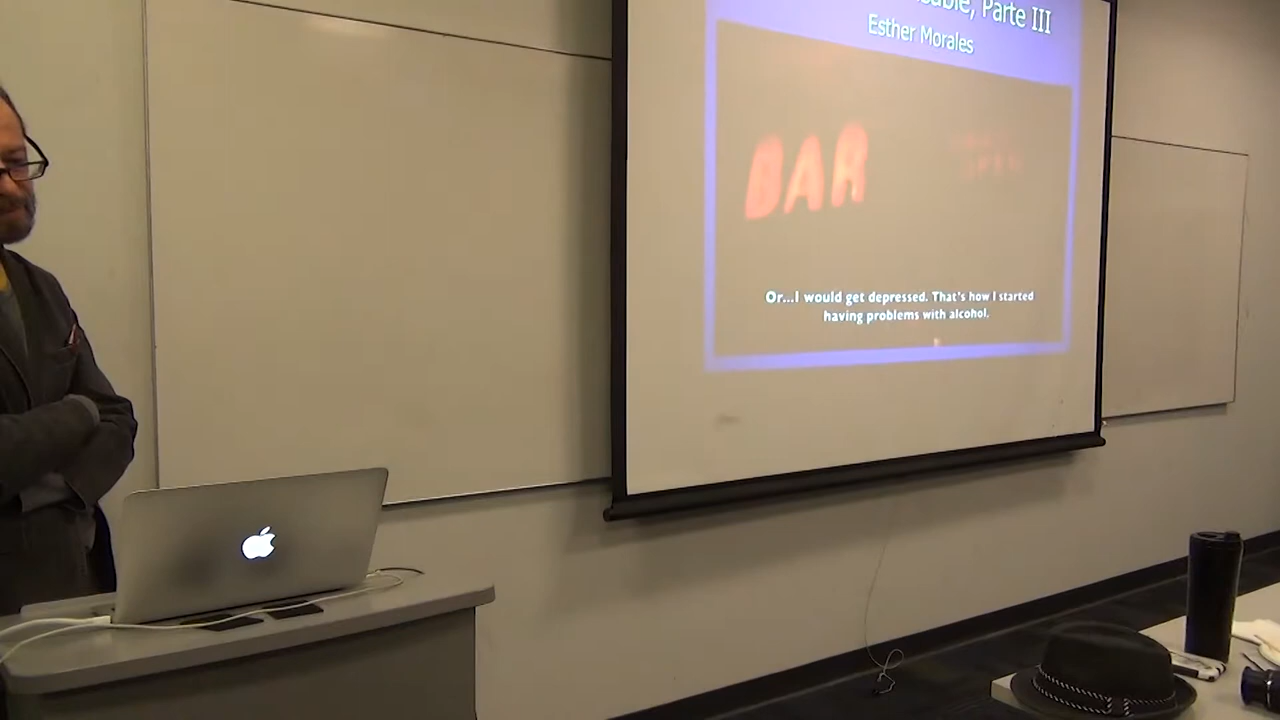 Parte III
Esther Morales
BAR
Or...I would get depressed. That's how I started
having problems with alcohol.